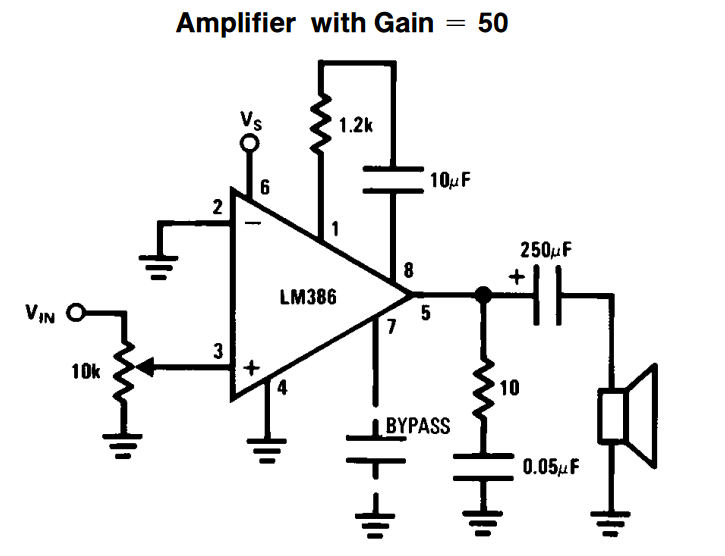 Amplifier with Gain = 50
1.2k
VS
10μF
6
2
−
1
250μF
+
8
LM386
VIN
5
7
3
10k
+
4
10
BYPASS
0.05μF